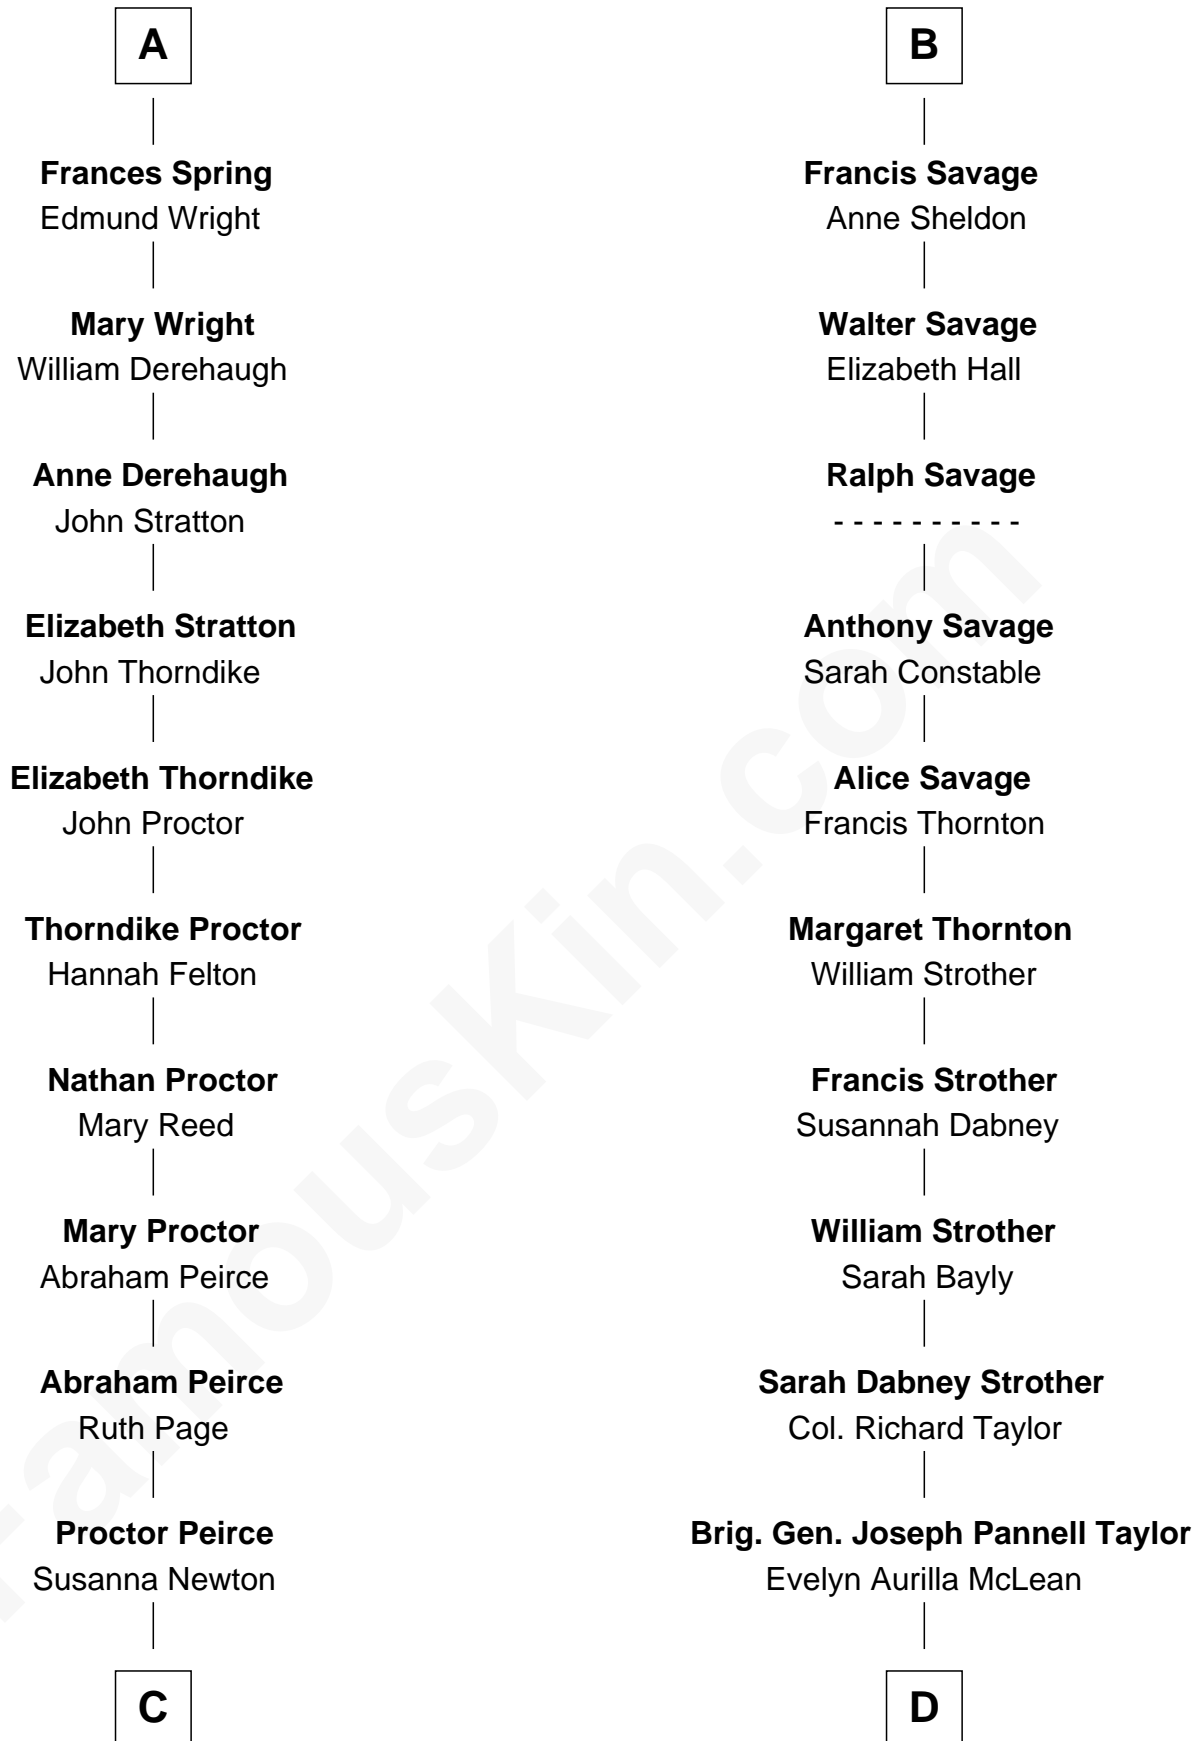 A
Frances Spring
Edmund Wright
Mary Wright
William Derehaugh
Anne Derehaugh
John Stratton
Elizabeth Stratton
John Thorndike
Elizabeth Thorndike
John Proctor
Thorndike Proctor
Hannah Felton
Nathan Proctor
Mary Reed
Mary Proctor
Abraham Peirce
Abraham Peirce
Ruth Page
Proctor Peirce
Susanna Newton
C
B
Francis Savage
Anne Sheldon
Walter Savage
Elizabeth Hall
Ralph Savage
- - - - - - - - - -
Anthony Savage
Sarah Constable
Alice Savage
Francis Thornton
Margaret Thornton
William Strother
Francis Strother
Susannah Dabney
William Strother
Sarah Bayly
Sarah Dabney Strother
Col. Richard Taylor
Brig. Gen. Joseph Pannell Taylor
Evelyn Aurilla McLean
D
FamousKin.com